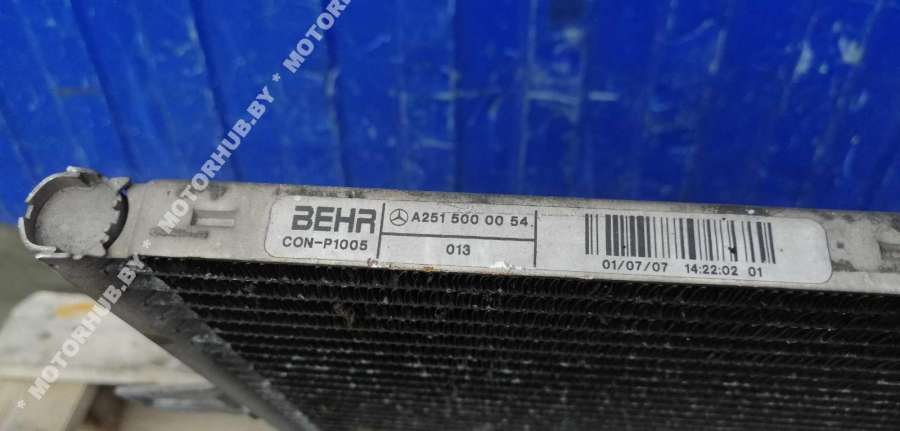 BEHR
CON-P1005
A251 500 00 54
013
01/07/07 14:22:02 01
* MOTORHUB.BY * MOTORHUB.BY * MOTORHUB.BY *